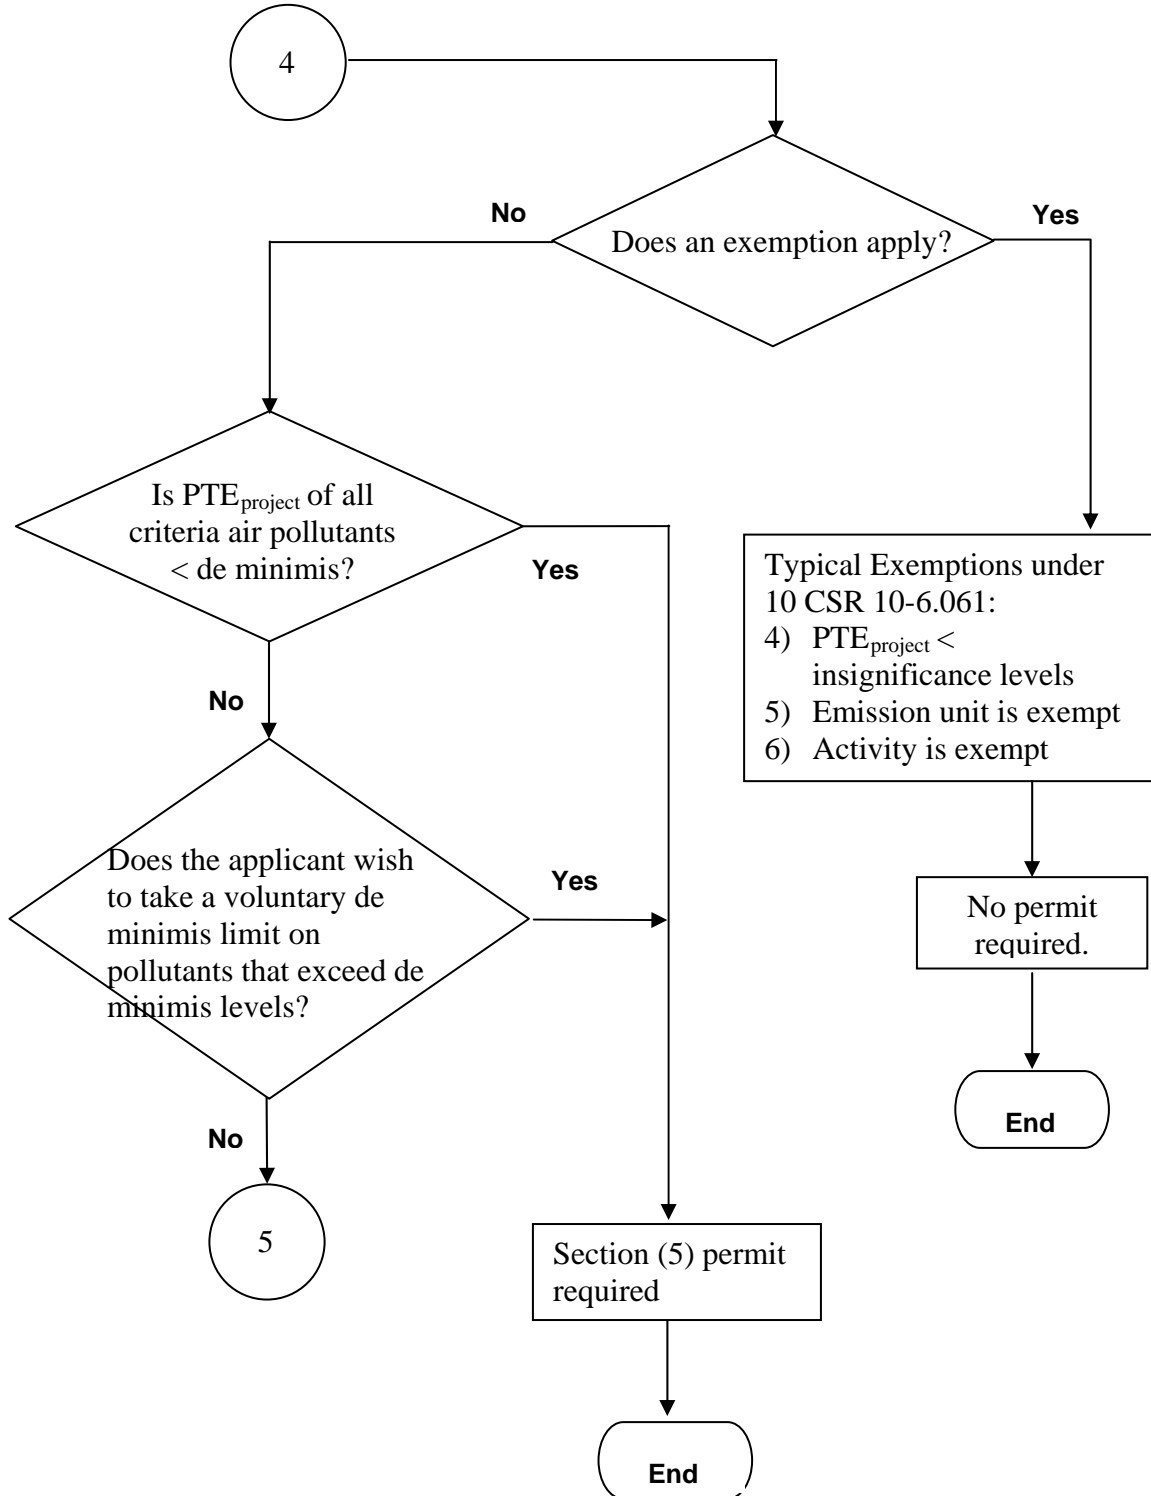 4
No
Yes
Does an exemption apply?
Is PTEproject of all
criteria air pollutants
< de minimis?
Yes
Typical Exemptions under
10 CSR 10-6.061:
4) PTEproject <
insignificance levels
5) Emission unit is exempt
6) Activity is exempt
No
Does the applicant wish
to take a voluntary de
minimis limit on
pollutants that exceed de
minimis levels?
Yes
No permit
required.
End
No
5
Section (5) permit
required
End